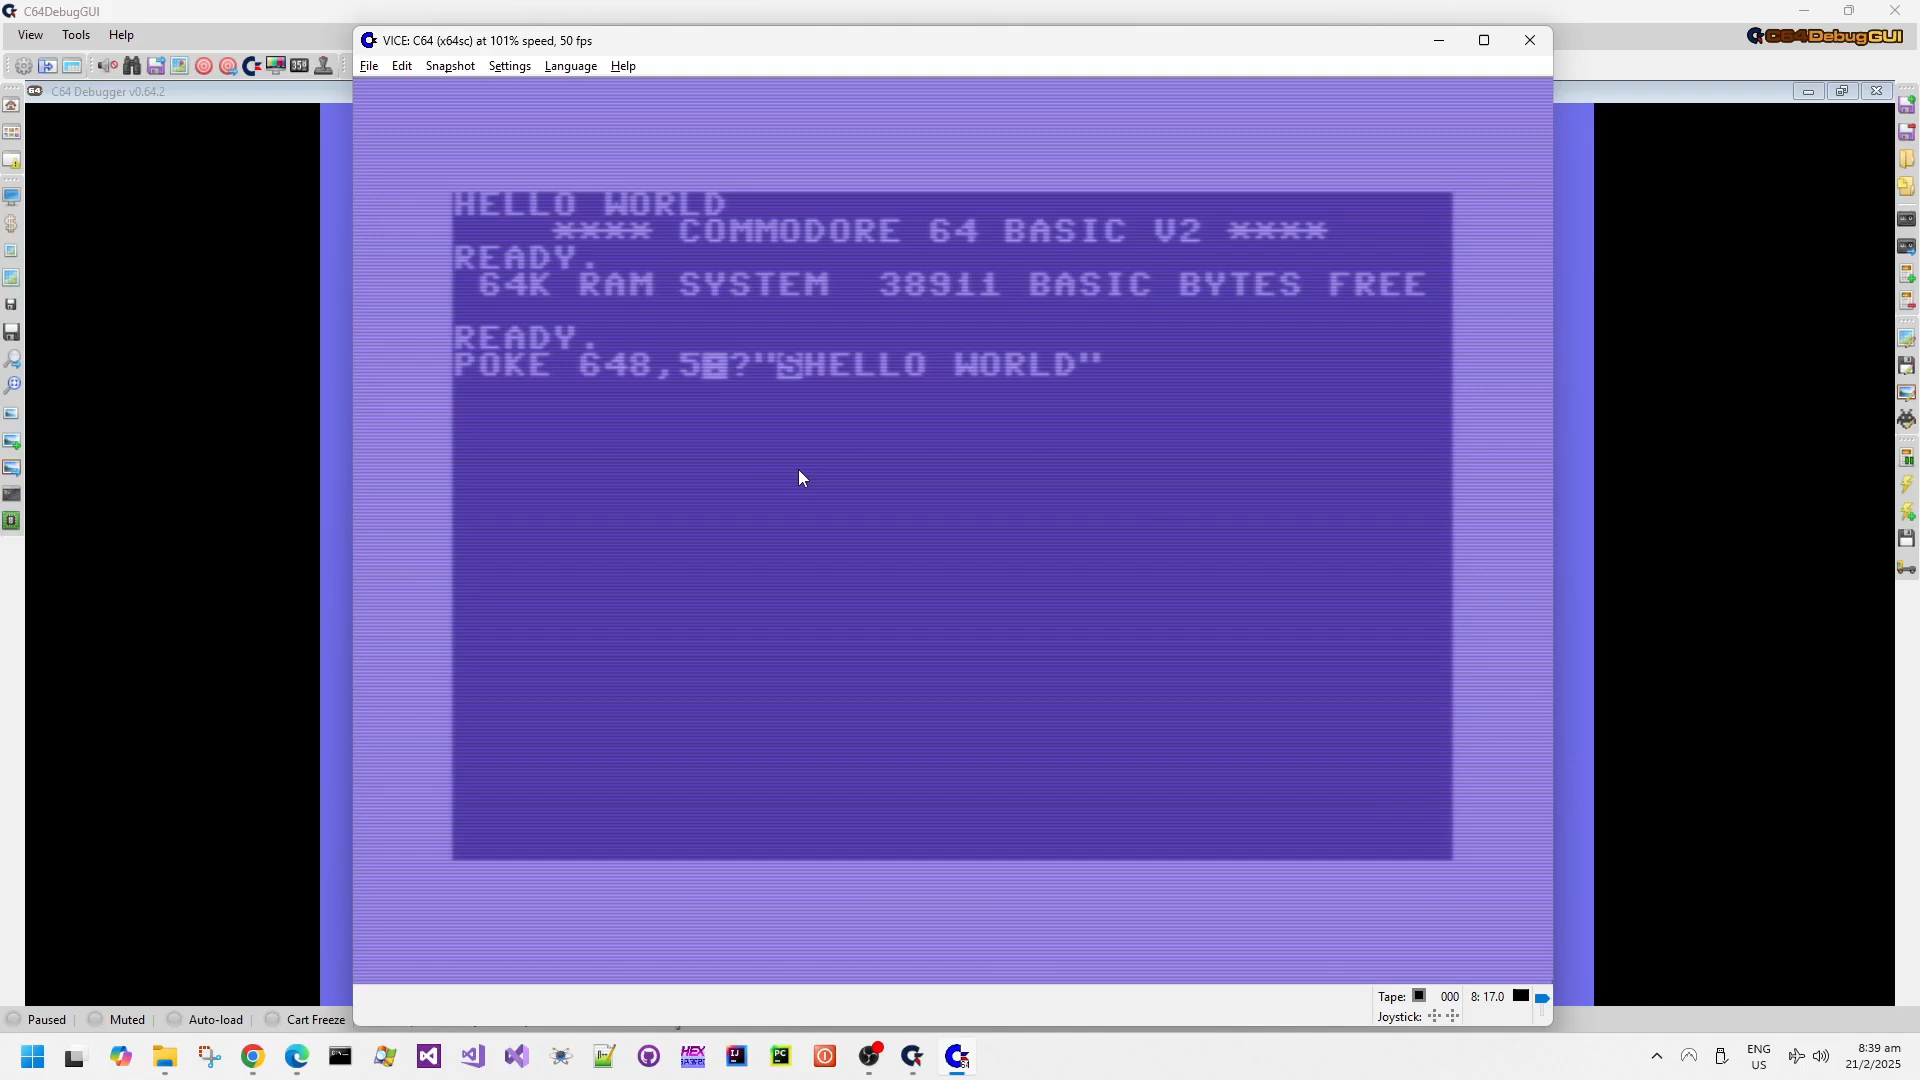 C64DebugGUI
View Tools Help
C64DebugGUI
VICE: C64 (x64sc) at 101% speed, 50 fps
File Edit Snapshot Settings Language Help
64 C64 Debugger v0.64.2
HELLO WORLD
**** COMMODORE 64 BASIC V2 ****
READY.
64K RAM SYSTEM 38911 BASIC BYTES FREE
READY.
POKE 648,5:?"SHELLO WORLD"
Tape: 000 8: 17.0
Joystick:
Paused Muted Auto-load Cart Freeze
ENG
US
8:39 am
21/2/2025